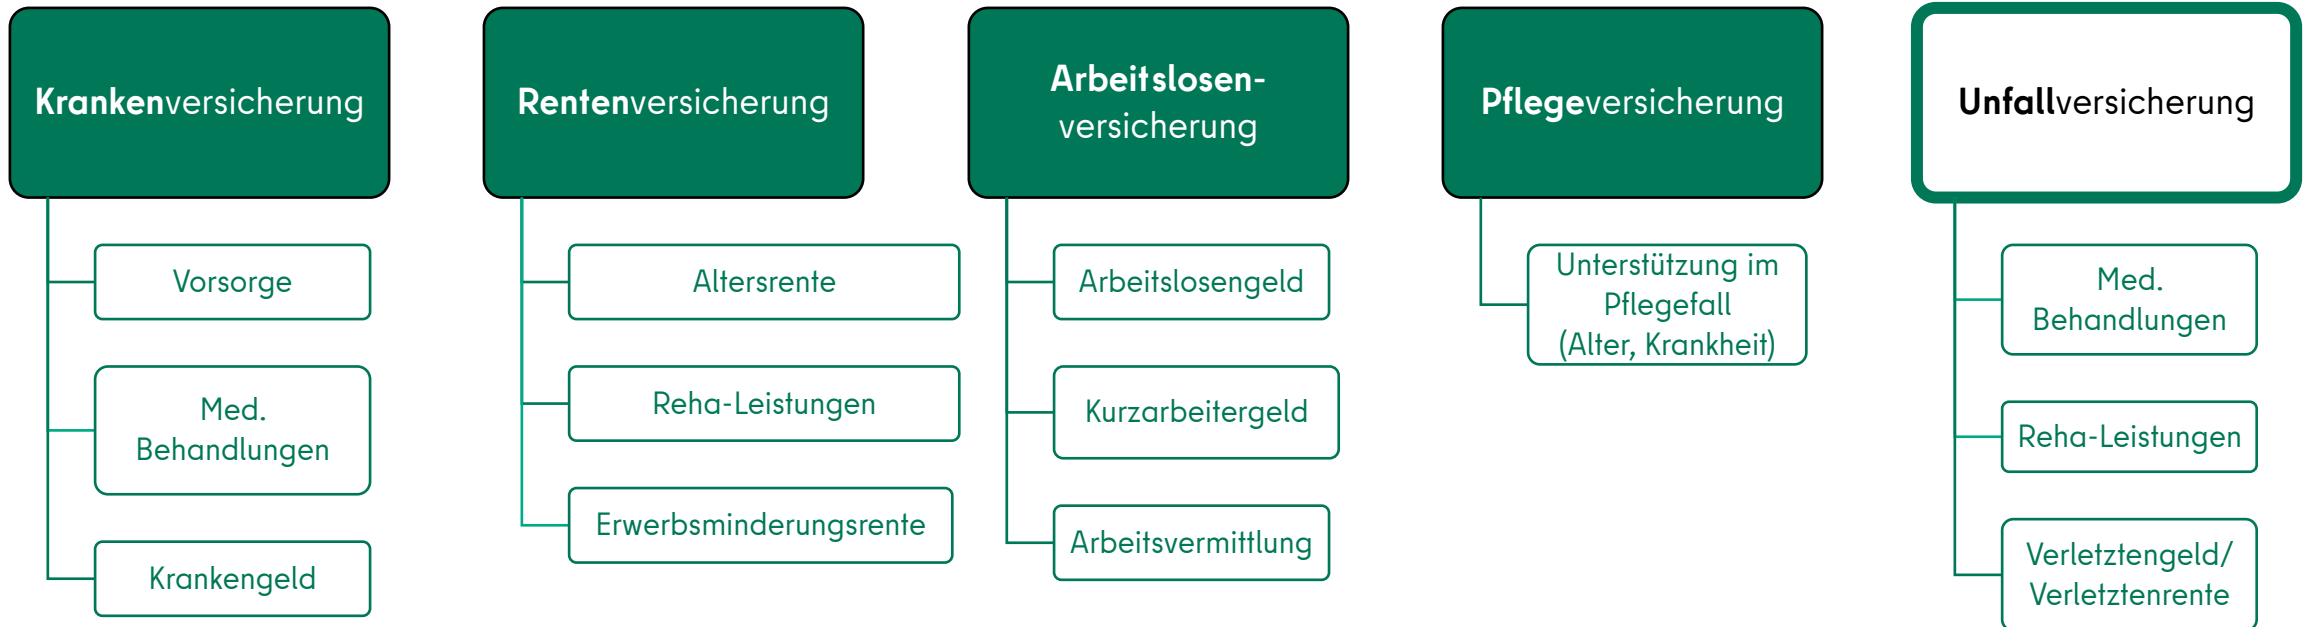 Krankenversicherung
Vorsorge
Med.
Behandlungen
Krankengeld
Rentenversicherung
Altersrente
Reha-Leistungen
Erwerbsminderungsrente
Arbeitslosen-
versicherung
Arbeitslosengeld
Kurzarbeitergeld
Arbeitsvermittlung
Pflegeversicherung
Unterstützung im
Pflegefall
(Alter, Krankheit)
Unfallversicherung
Med.
Behandlungen
Reha-Leistungen
Verletztengeld/
Verletztenrente